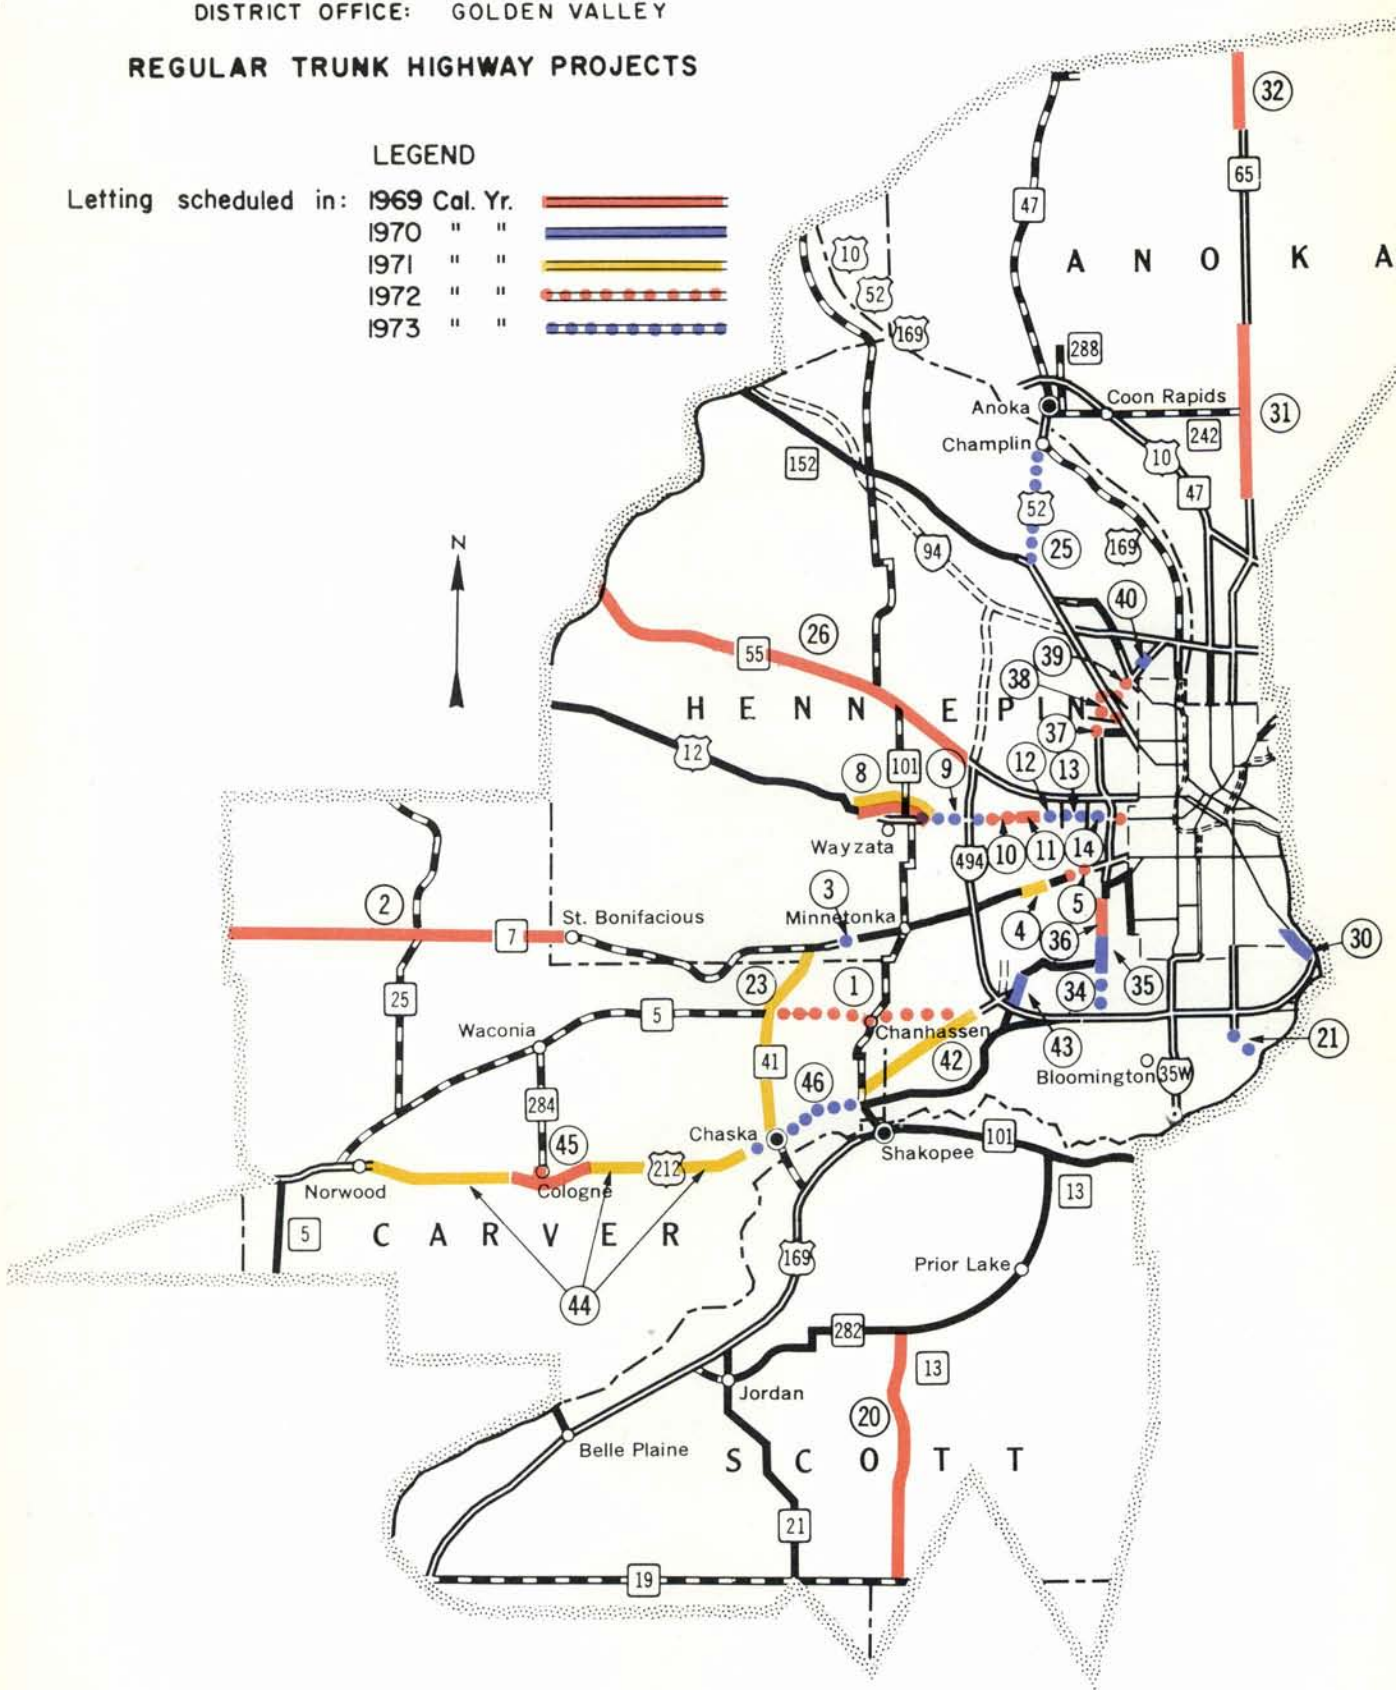 DISTRICT OFFICE: GOLDEN VALLEY
REGULAR TRUNK HIGHWAY PROJECTS
LEGEND
Letting scheduled in: 1969 Cal. Yr.
1970 " "
1971 " "
1972 " "
1973 " "
32
65
47
A N O K A
10
52
169
288
Anoka
Coon Rapids
31
242
Champlin
10
152
47
52
N
94
25
169
40
26
39
55
38
H E N N E P I N
37
12
8
101
9
12
13
Wayzata
494
10
11
14
2
3
7
St. Bonifacious
Minnetonka
4
5
36
30
23
1
34
35
25
5
Waconia
Chanhassen
43
21
41
42
46
Bloomington
35W
284
Chaska
101
45
Shakopee
212
Norwood
Cologne
13
5
C A R V E R
169
Prior Lake
44
282
13
Jordan
20
Belle Plaine
S C O T T
21
19